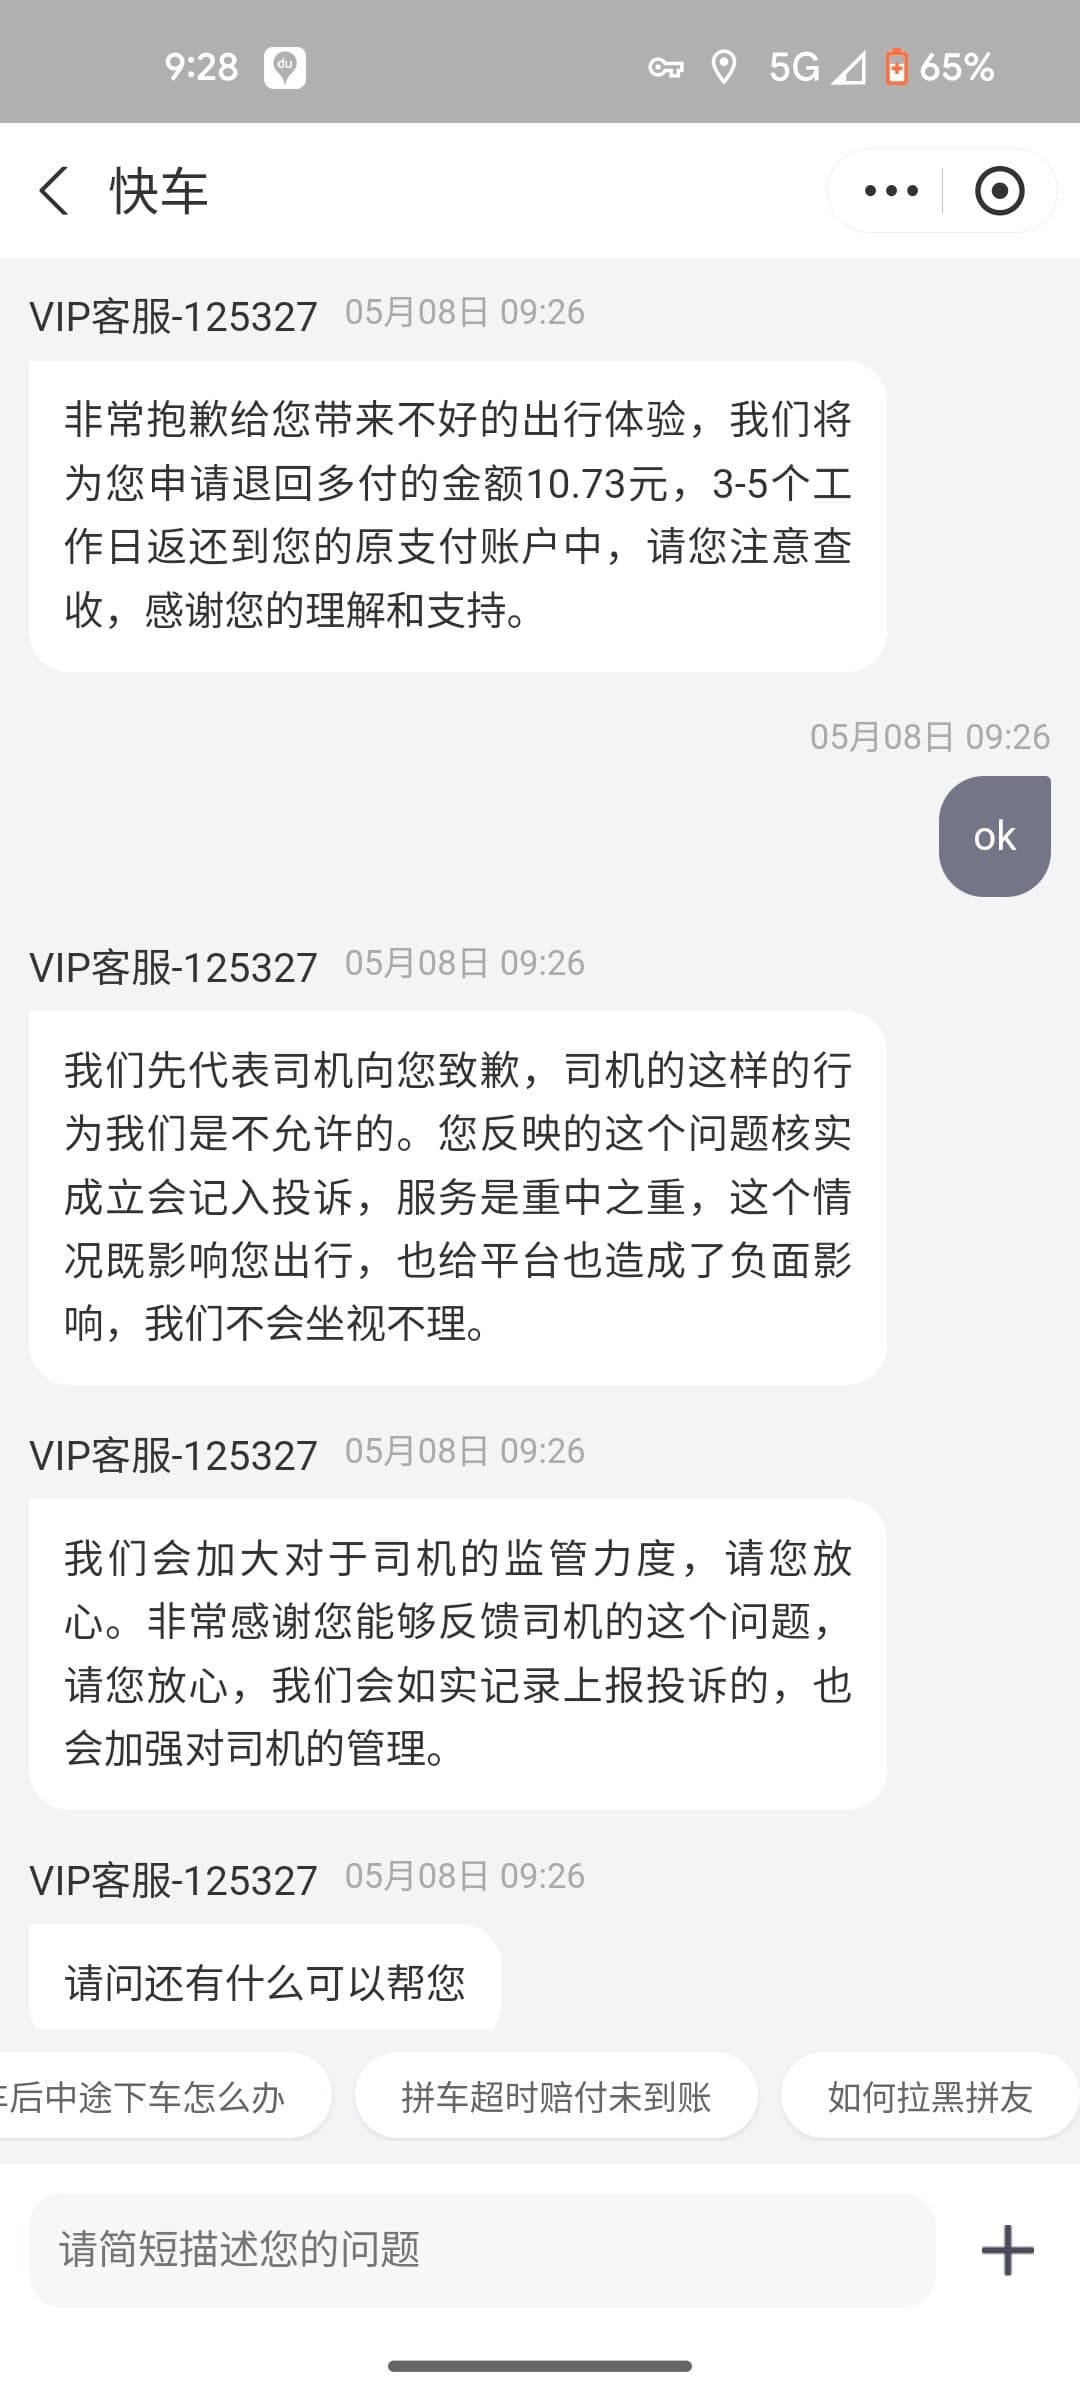 9:28 du 5G 65%
快车
VIP客服-125327 05月08日 09:26
非常抱歉给您带来不好的出行体验，我们将
为您申请退回多付的金额10.73元，3-5个工
作日返还到您的原支付账户中，请您注意查
收，感谢您的理解和支持。
05月08日 09:26
ok
VIP客服-125327 05月08日 09:26
我们先代表司机向您致歉，司机的这样的行
为我们是不允许的。您反映的这个问题核实
成立会记入投诉，服务是重中之重，这个情
况既影响您出行，也给平台也造成了负面影
响，我们不会坐视不理。
VIP客服-125327 05月08日 09:26
我们会加大对于司机的监管力度，请您放
心。非常感谢您能够反馈司机的这个问题，
请您放心，我们会如实记录上报投诉的，也
会加强对司机的管理。
VIP客服-125327 05月08日 09:26
请问还有什么可以帮您
后中途下车怎么办 拼车超时赔付未到账 如何拉黑拼友
请简短描述您的问题